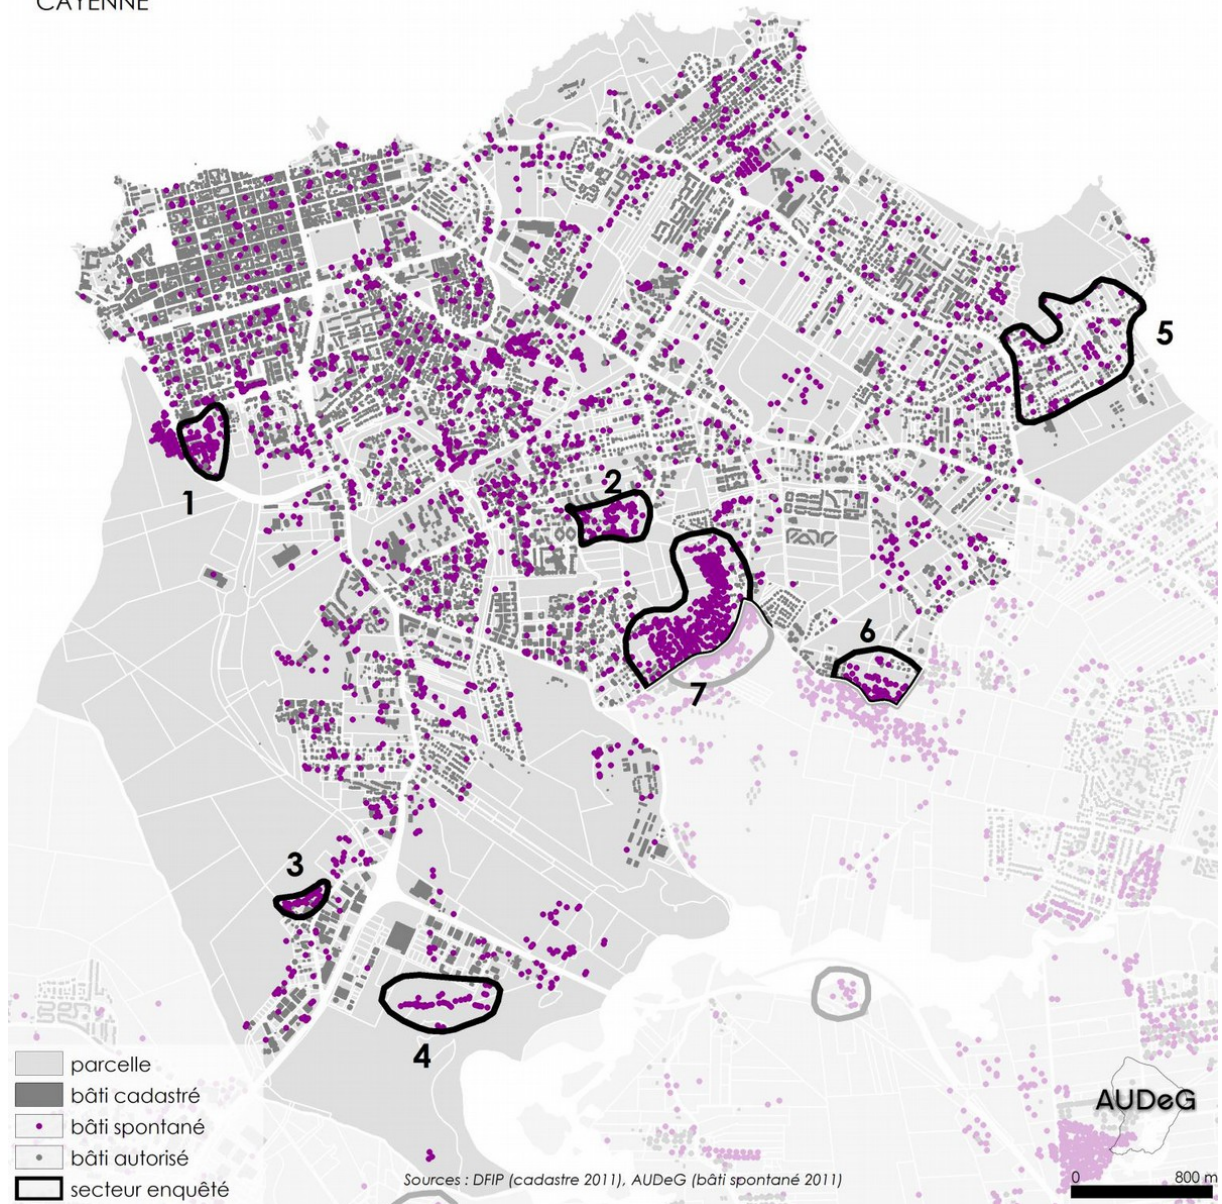 CAYENNE
5
1
2
6
7
3
4
parcelle
bâti cadastré
bâti spontané
bâti autorisé
secteur enquêté
Sources : DFIP (cadastre 2011), AUDeG (bâti spontané 2011)
AUDeG
0 800 m